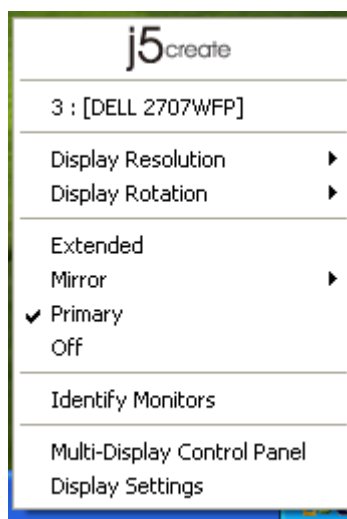 j5create
3 : [DELL 2707WFP]
Display Resolution
Display Rotation
Extended
Mirror
Primary
Off
Identify Monitors
Multi-Display Control Panel
Display Settings